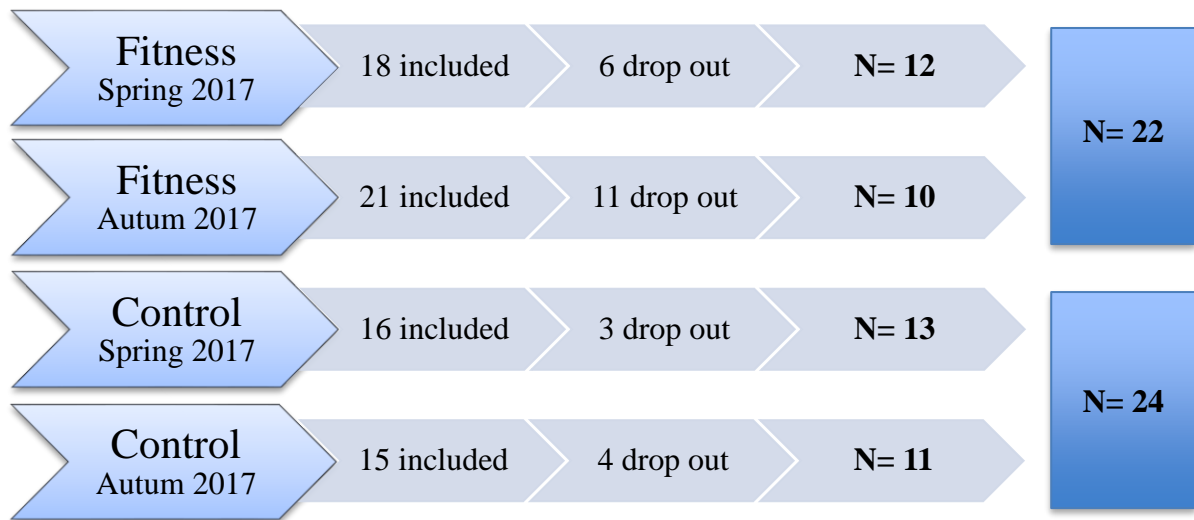 Fitness
Spring 2017
18 included
6 drop out
N= 12
Fitness
Autum 2017
21 included
11 drop out
N= 10
N= 22
Control
Spring 2017
16 included
3 drop out
N= 13
Control
Autum 2017
15 included
4 drop out
N= 11
N= 24